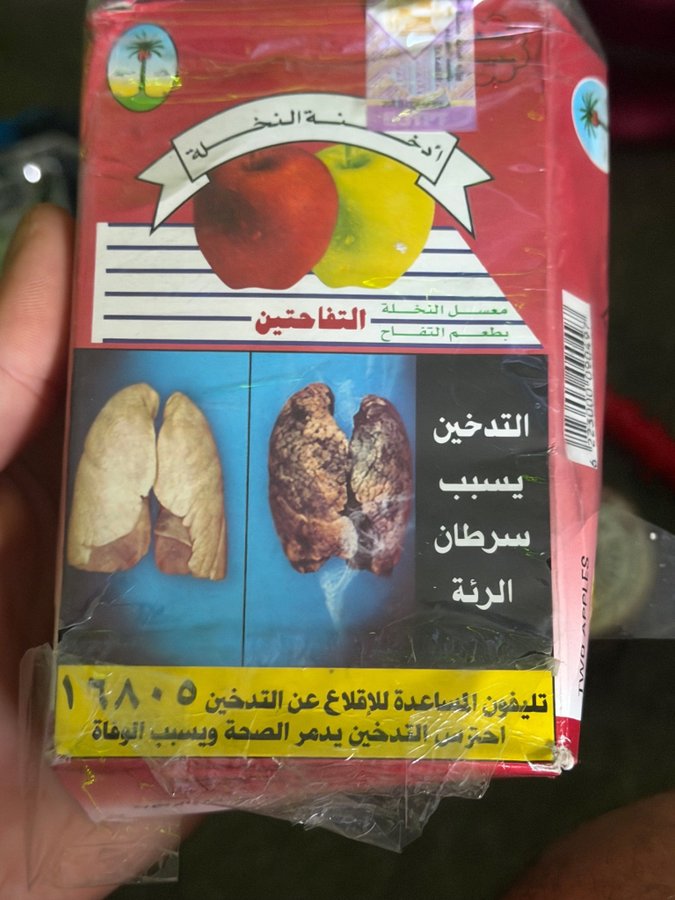 أدخنة النخلة
معسل النخلة
بطعم التفاح
التفاحتين
التدخين
يسبب
سرطان
الرئة
تليفون المساعدة للإقلاع عن التدخين ١٦٨٠٥
احترس التدخين يدمر الصحة ويسبب الوفاة
TWO APPLES